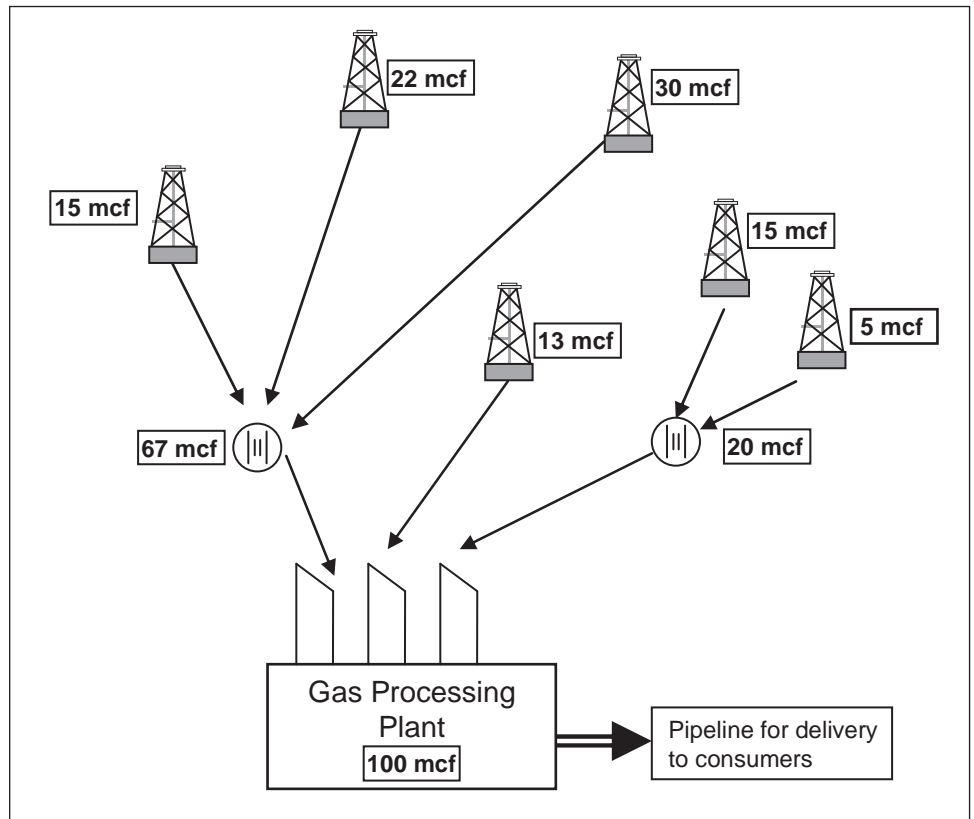 22 mcf
30 mcf
15 mcf
15 mcf
5 mcf
13 mcf
67 mcf
20 mcf
Gas Processing
Plant
100 mcf
Pipeline for delivery
to consumers